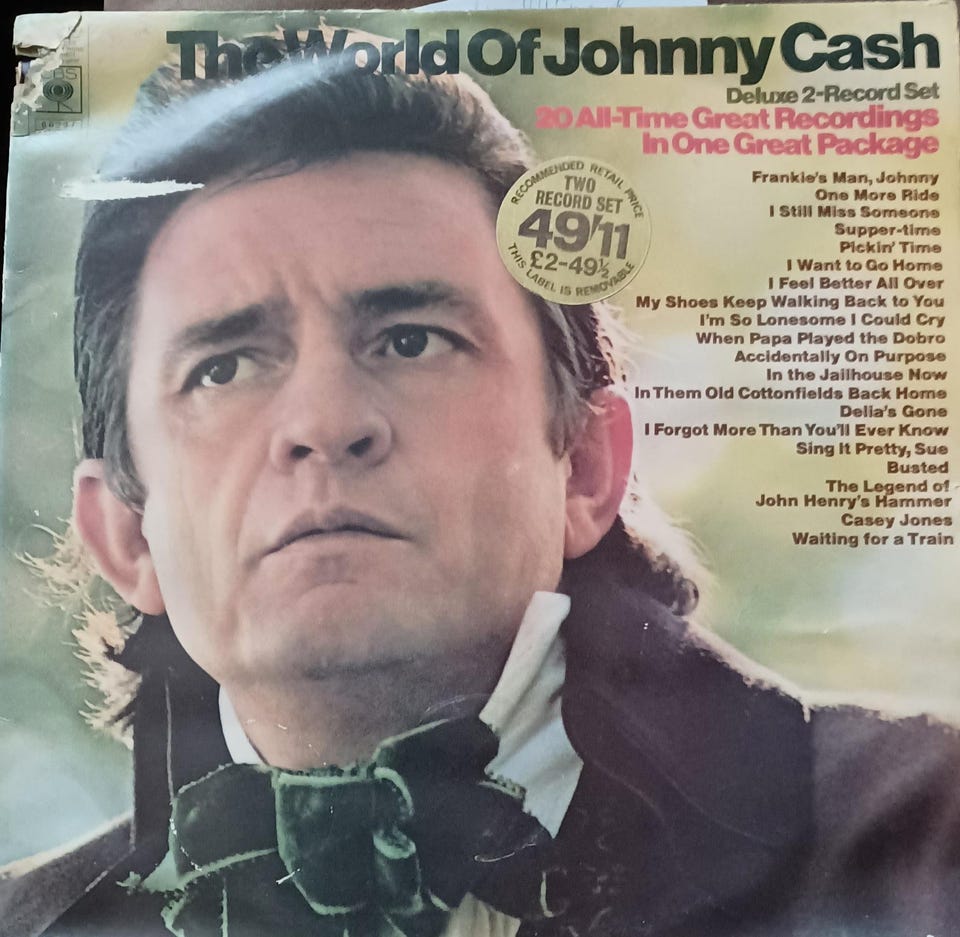 The World Of Johnny Cash
CBS
Deluxe 2-Record Set
20 All-Time Great Recordings
In One Great Package
RECOMMENDED RETAIL PRICE
TWO
RECORD SET
49/11
£2-49½
THIS LABEL IS REMOVABLE
Frankie's Man, Johnny
One More Ride
I Still Miss Someone
Supper-time
Pickin' Time
I Want to Go Home
I Feel Better All Over
My Shoes Keep Walking Back to You
I'm So Lonesome I Could Cry
When Papa Played the Dobro
Accidentally On Purpose
In the Jailhouse Now
In Them Old Cottonfields Back Home
Delia's Gone
I Forgot More Than You'll Ever Know
Sing It Pretty, Sue
Busted
The Legend of
John Henry's Hammer
Casey Jones
Waiting for a Train